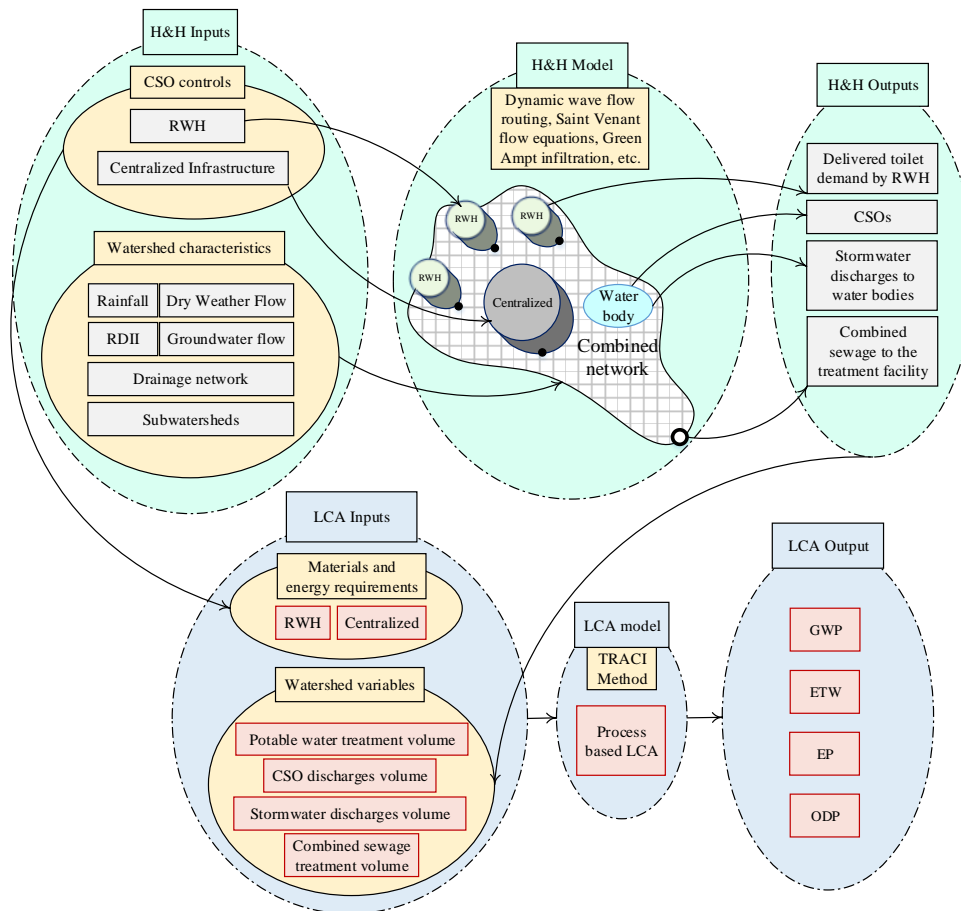 H&H Inputs
CSO controls
RWH
Centralized Infrastructure
Watershed characteristics
Rainfall
Dry Weather Flow
RDII
Groundwater flow
Drainage network
Subwatersheds
H&H Model
Dynamic wave flow
routing, Saint Venant
flow equations, Green
Ampt infiltration, etc.
RWH
RWH
RWH
Centralized
Water
body
Combined
network
H&H Outputs
Delivered toilet
demand by RWH
CSOs
Stormwater
discharges to
water bodies
Combined
sewage to the
treatment facility
LCA Inputs
Materials and
energy requirements
RWH
Centralized
Watershed variables
Potable water treatment volume
CSO discharges volume
Stormwater discharges volume
Combined sewage
treatment volume
LCA model
TRACI
Method
Process
based LCA
LCA Output
GWP
ETW
EP
ODP